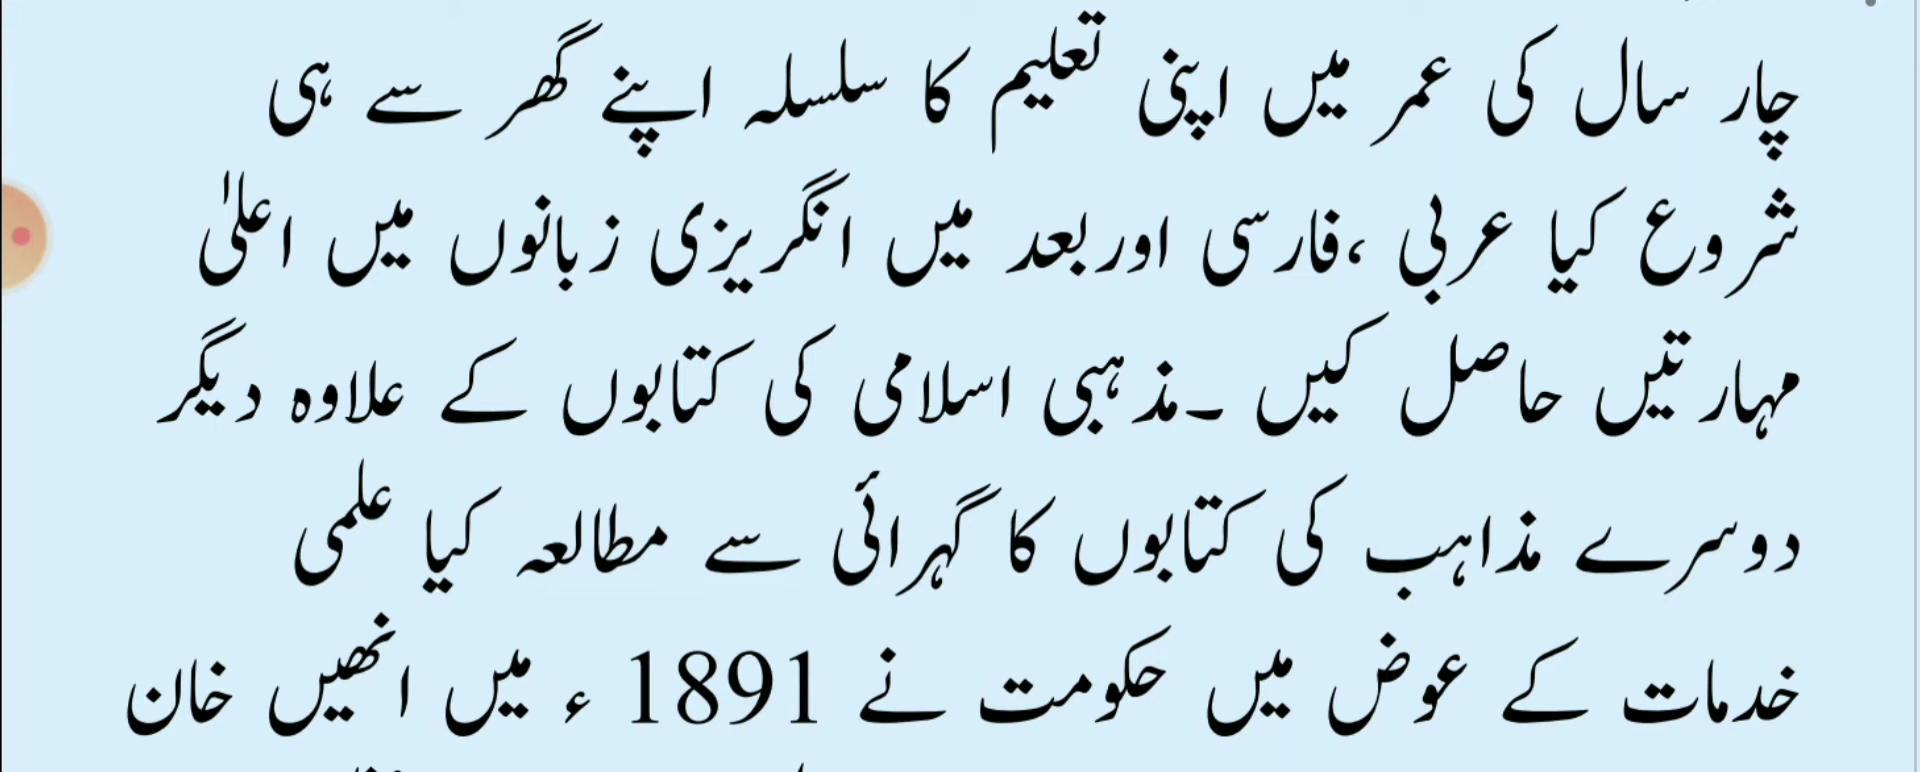 چار سال کی عمر میں اپنی تعلیم کا سلسلہ اپنے گھر سے ہی
شروع کیا عربی ،فارسی اور بعد میں انگریزی زبانوں میں اعلیٰ
مہارتیں حاصل کیں ۔مذہبی اسلامی کی کتابوں کے علاوہ دیگر
دوسرے مذاہب کی کتابوں کا گہرائی سے مطالعہ کیا علمی
خدمات کے عوض میں حکومت نے 1891 ء میں انھیں خان